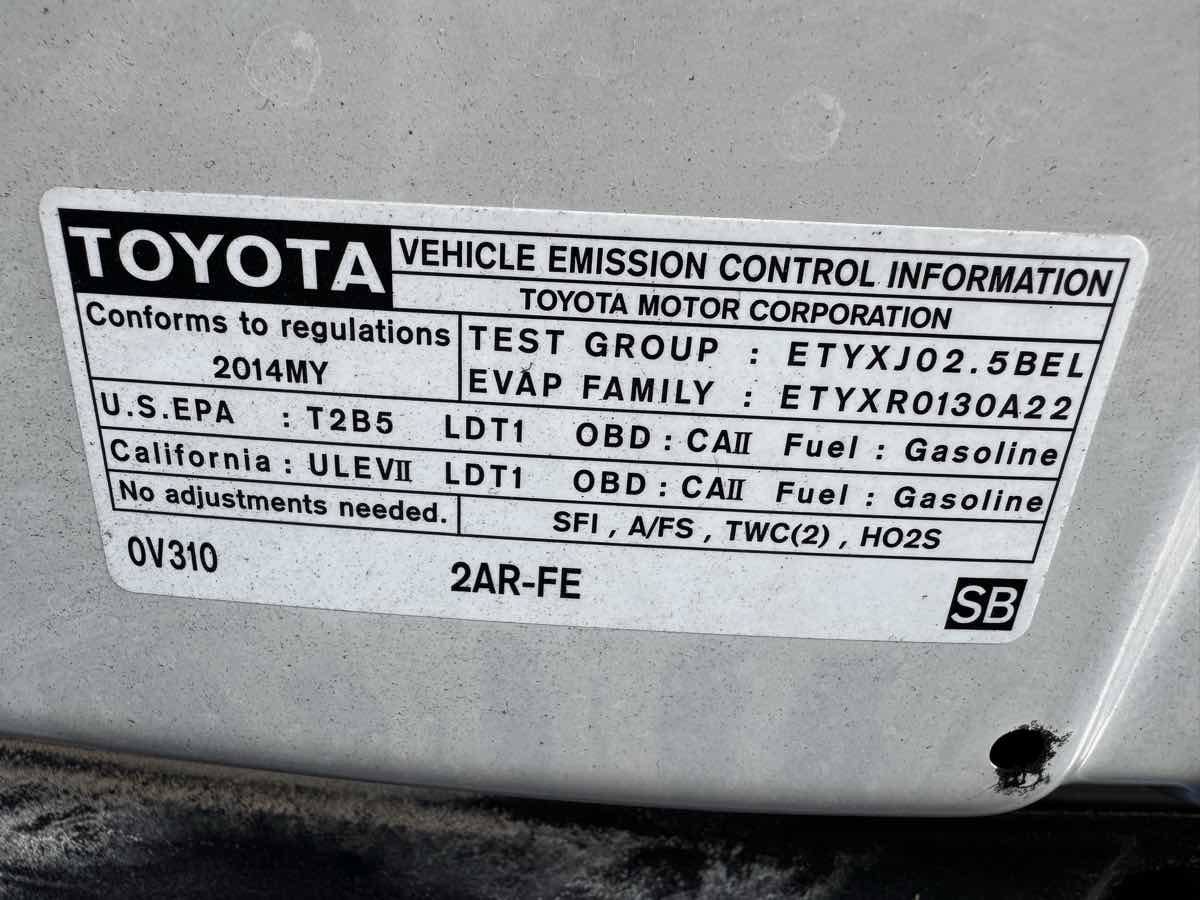 TOYOTA VEHICLE EMISSION CONTROL INFORMATION
TOYOTA MOTOR CORPORATION
Conforms to regulations
2014MY
TEST GROUP : ETYXJ02.5BEL
EVAP FAMILY : ETYXR0130A22
U.S.EPA : T2B5 LDT1 OBD : CAⅡ Fuel : Gasoline
California : ULEVⅡ LDT1 OBD : CAⅡ Fuel : Gasoline
No adjustments needed. SFI , A/FS , TWC(2) , HO2S
0V310 2AR-FE SB